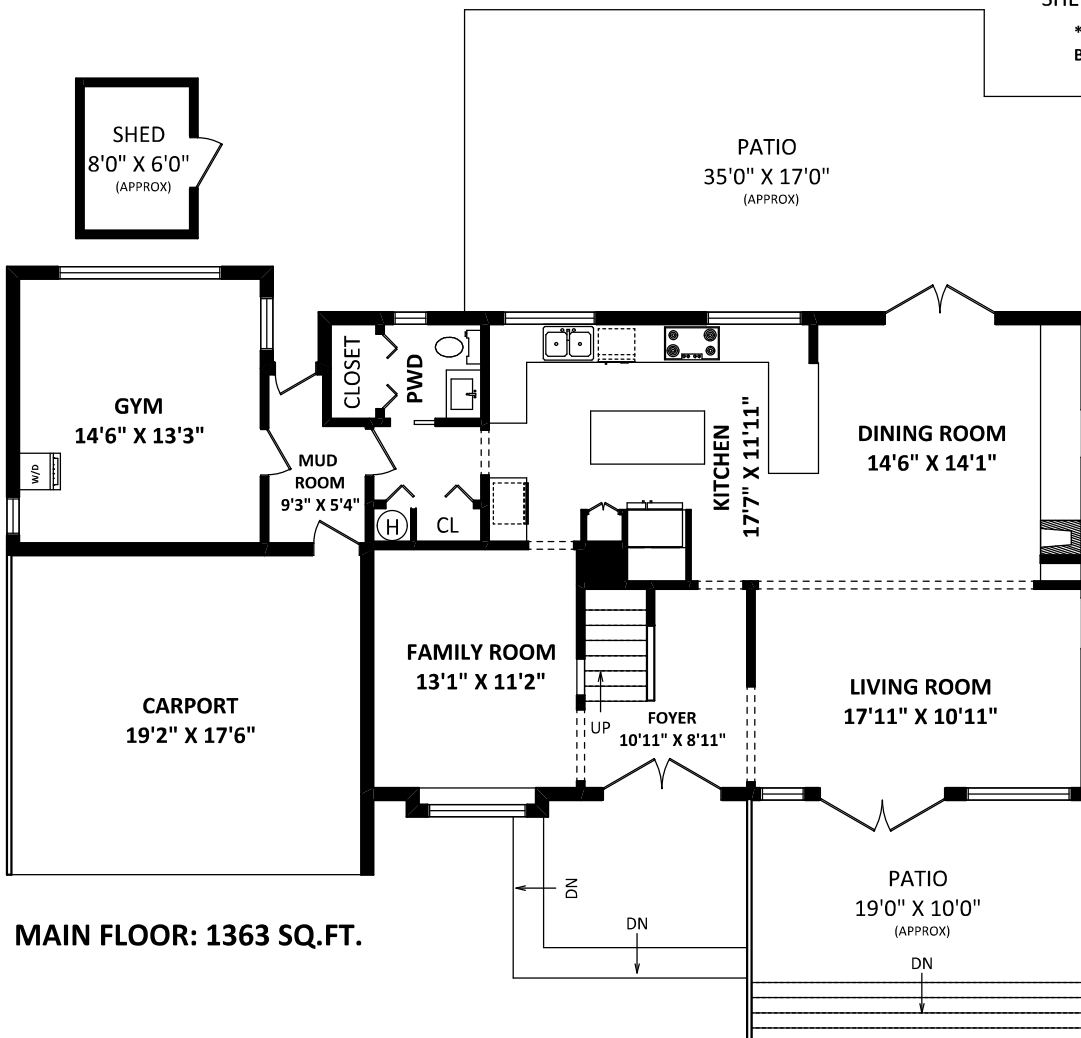 SHED
8'0" X 6'0"
(APPROX)
PATIO
35'0" X 17'0"
(APPROX)
GYM
14'6" X 13'3"
W/D
MUD
ROOM
9'3" X 5'4"
CLOSET
PWD
H
CL
KITCHEN
17'7" X 11'11"
DINING ROOM
14'6" X 14'1"
FAMILY ROOM
13'1" X 11'2"
UP
FOYER
10'11" X 8'11"
LIVING ROOM
17'11" X 10'11"
CARPORT
19'2" X 17'6"
DN
DN
PATIO
19'0" X 10'0"
(APPROX)
DN
MAIN FLOOR: 1363 SQ.FT.